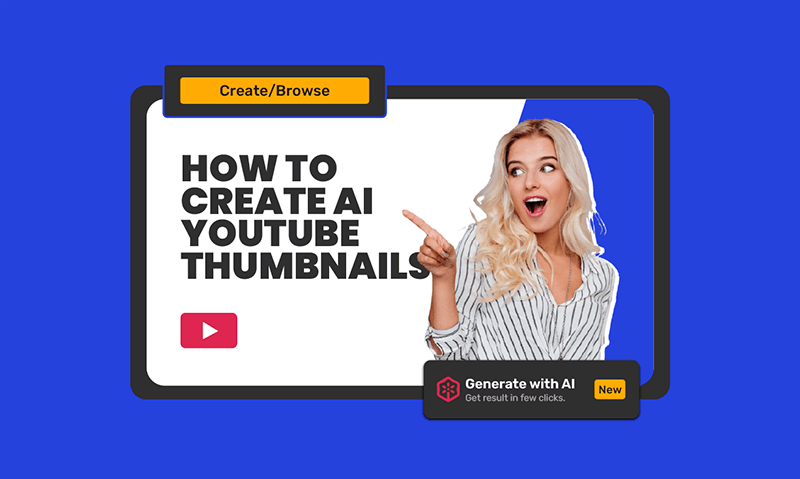 Create/Browse
HOW TO
CREATE AI
YOUTUBE
THUMBNAILS
Generate with AI
Get result in few clicks.
New